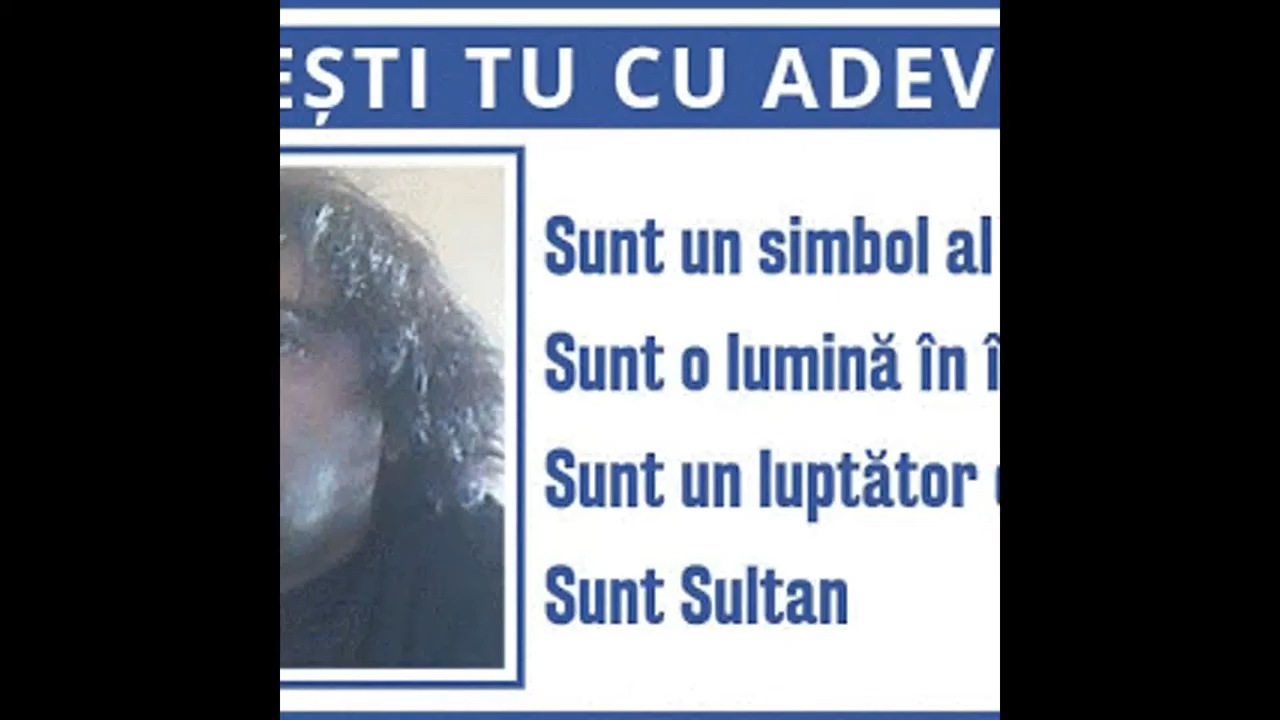 EȘTI TU CU ADEV
Sunt un simbol al
Sunt o lumină în
Sunt un luptător
Sunt Sultan